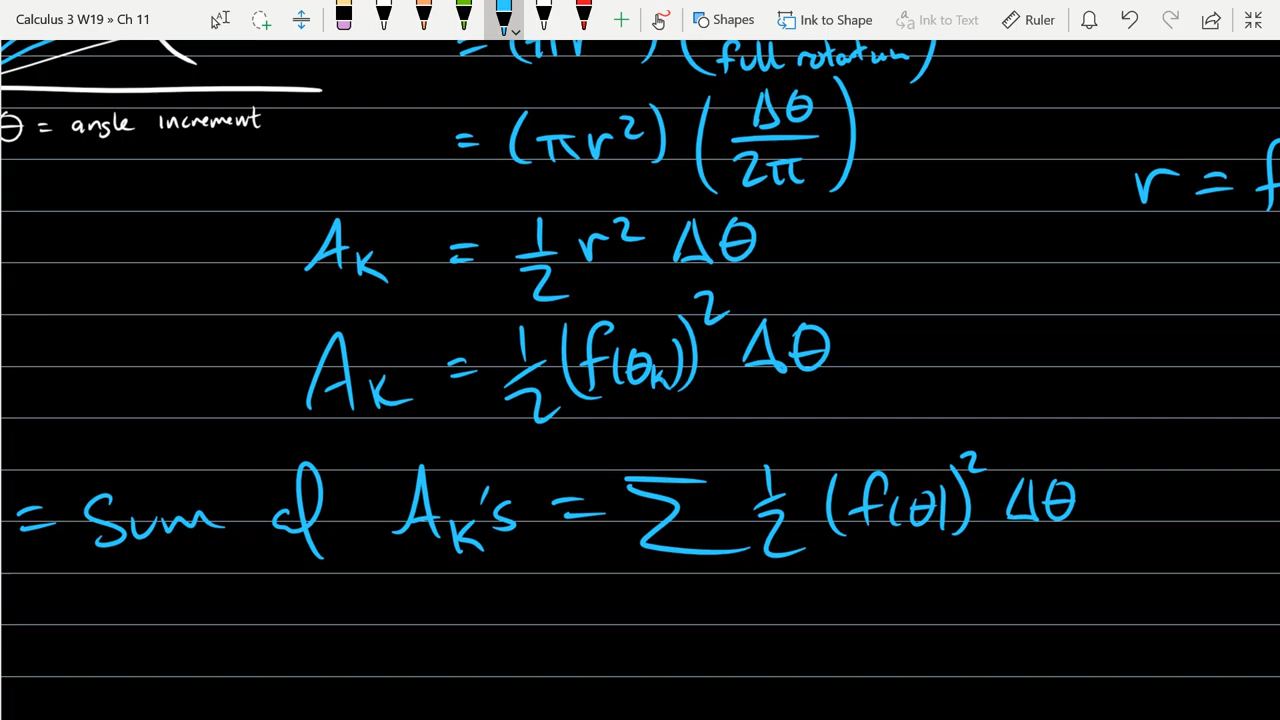 Calculus 3 W19 » Ch 11
Shapes
Ink to Shape
Ink to Text
Ruler
= (πr ) (full rotation)
θ = angle increment
= (πr²) (Δθ/2π)
r = f
A_K = 1/2 r² Δθ
A_K = 1/2 (f(θ_k))² Δθ
= Sum of A_K's = ∑ 1/2 (f(θ))² Δθ